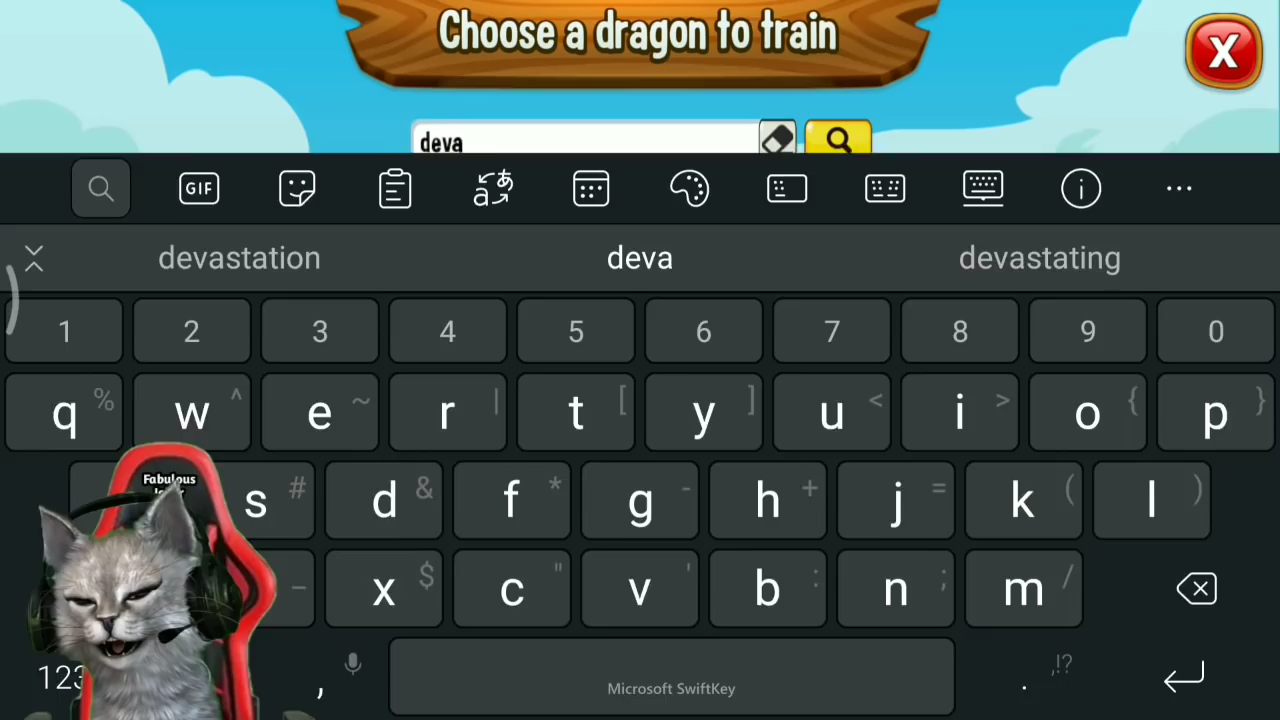 Choose a dragon to train
X
deva
GIF
devastation deva devastating
1 2 3 4 5 6 7 8 9 0
q % w ^ e ~ r | t [ y ] u < i > o { p }
Fabulous
s # d & f * g - h + j = k ( l )
– x $ c " v ' b : n ; m /
123 , Microsoft SwiftKey . ,!?